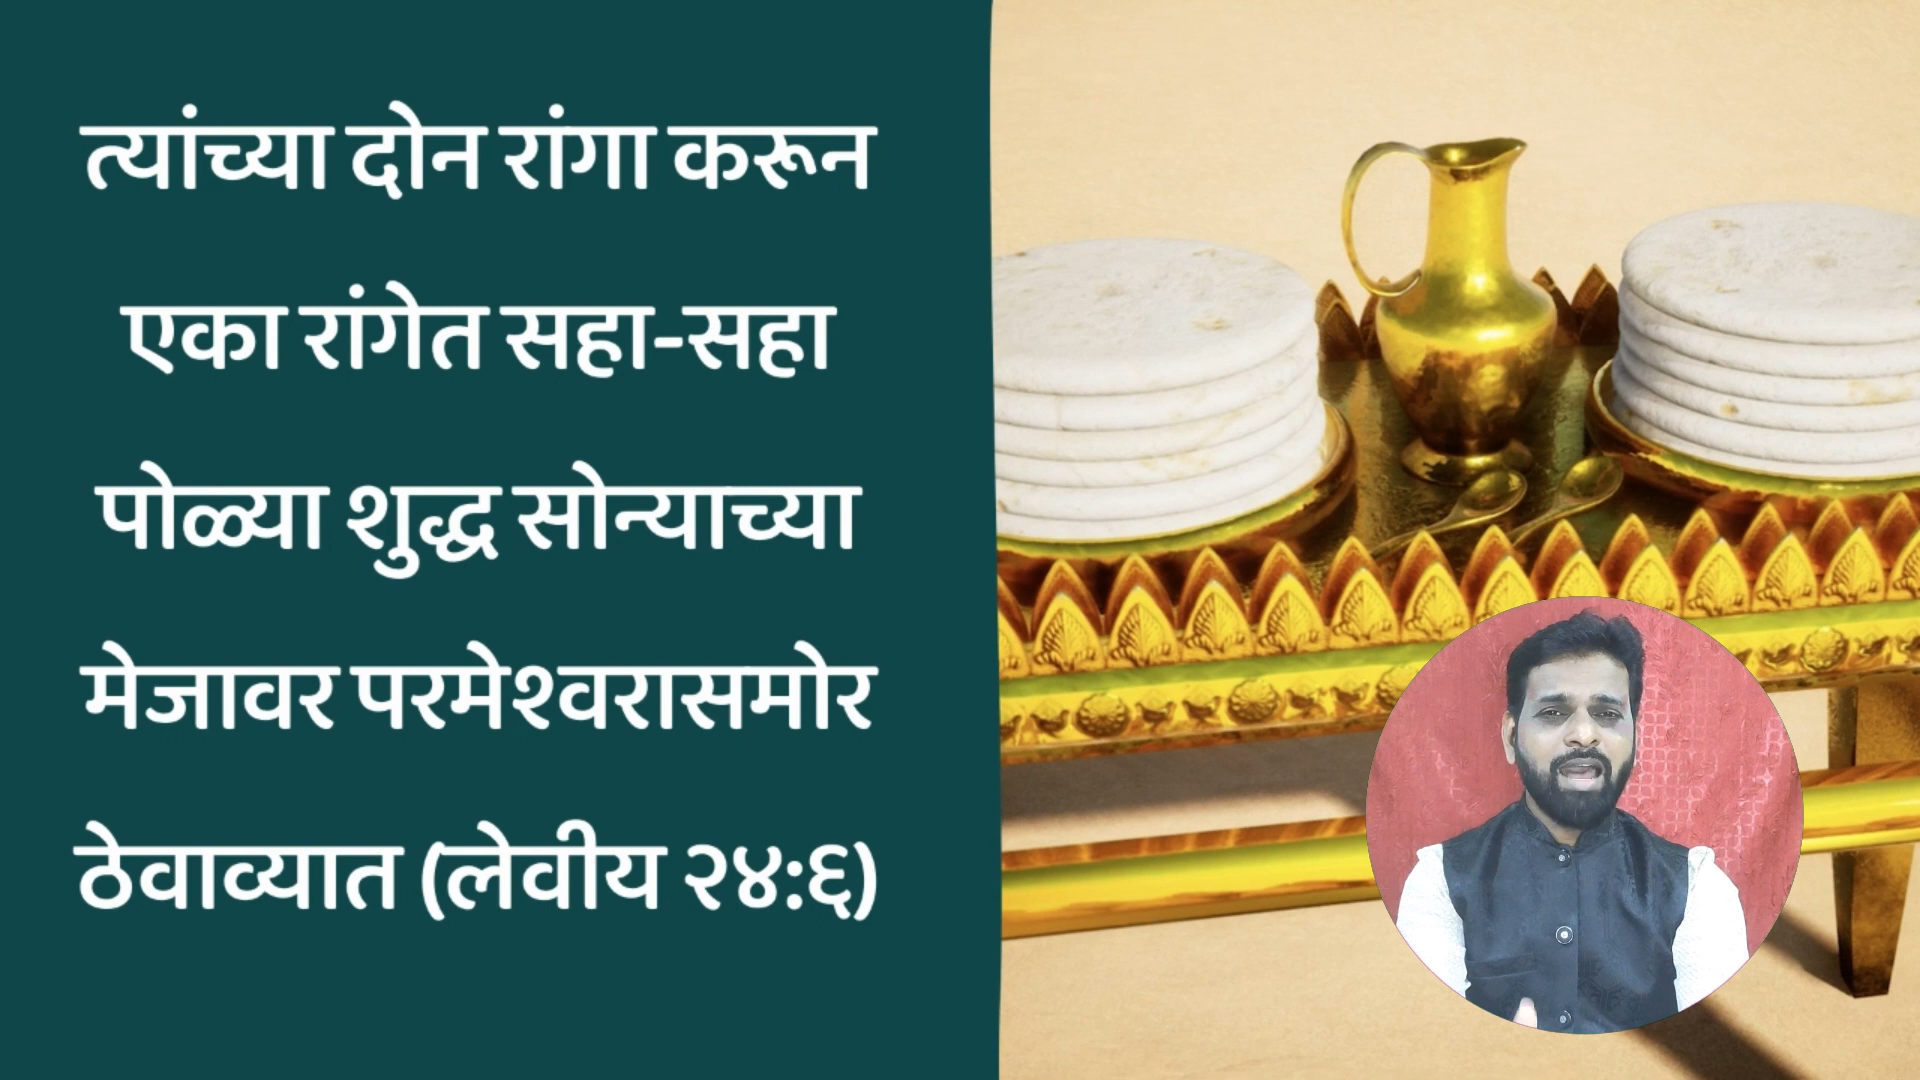 त्यांच्या दोन रांगा करून
एका रांगेत सहा-सहा
पोळ्या शुद्ध सोन्याच्या
मेजावर परमेश्वरासमोर
ठेवाव्यात (लेवीय २४:६)